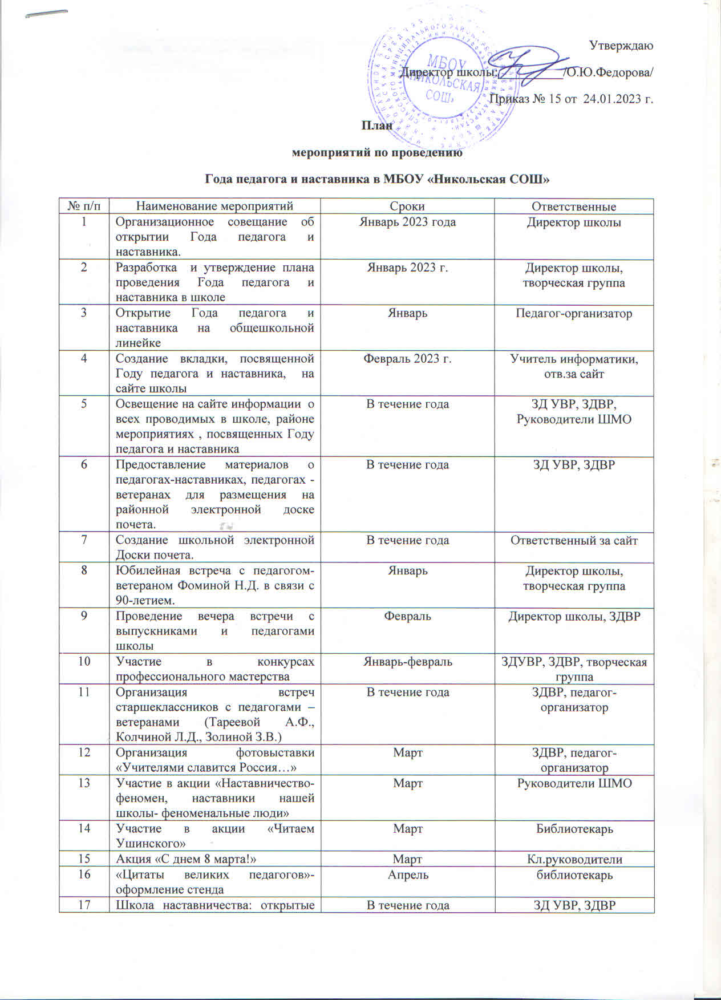 Утверждаю
Директор школы: /О.Ю.Федорова/
Приказ № 15 от 24.01.2023 г.
МБОУ
«НИКОЛЬСКАЯ
СОШ»
План
мероприятий по проведению
Года педагога и наставника в МБОУ «Никольская СОШ»
№ п/п Наименование мероприятий Сроки Ответственные
1 Организационное совещание об Январь 2023 года Директор школы
открытии Года педагога и
наставника.
2 Разработка и утверждение плана Январь 2023 г. Директор школы,
проведения Года педагога и творческая группа
наставника в школе
3 Открытие Года педагога и Январь Педагог-организатор
наставника на общешкольной
линейке
4 Создание вкладки, посвященной Февраль 2023 г. Учитель информатики,
Году педагога и наставника, на отв.за сайт
сайте школы
5 Освещение на сайте информации о В течение года ЗД УВР, ЗДВР,
всех проводимых в школе, районе Руководители ШМО
мероприятиях , посвященных Году
педагога и наставника
6 Предоставление материалов о В течение года ЗД УВР, ЗДВР
педагогах-наставниках, педагогах -
ветеранах для размещения на
районной электронной доске
почета.
7 Создание школьной электронной В течение года Ответственный за сайт
Доски почета.
8 Юбилейная встреча с педагогом- Январь Директор школы,
ветераном Фоминой Н.Д. в связи с творческая группа
90-летием.
9 Проведение вечера встречи с Февраль Директор школы, ЗДВР
выпускниками и педагогами
школы
10 Участие в конкурсах Январь-февраль ЗДУВР, ЗДВР, творческая
профессионального мастерства группа
11 Организация встреч В течение года ЗДВР, педагог-
старшеклассников с педагогами – организатор
ветеранами (Тареевой А.Ф.,
Колчиной Л.Д., Золиной З.В.)
12 Организация фотовыставки Март ЗДВР, педагог-
«Учителями славится Россия…» организатор
13 Участие в акции «Наставничество- Март Руководители ШМО
феномен, наставники нашей
школы- феноменальные люди»
14 Участие в акции «Читаем Март Библиотекарь
Ушинского»
15 Акция «С днем 8 марта!» Март Кл.руководители
16 «Цитаты великих педагогов»- Апрель библиотекарь
оформление стенда
17 Школа наставничества: открытые В течение года ЗД УВР, ЗДВР